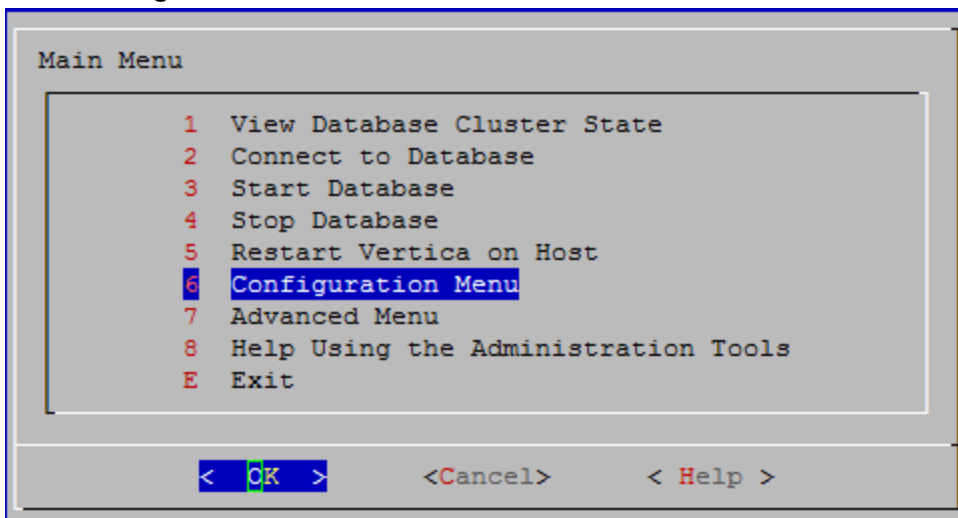 Main Menu
1 View Database Cluster State
2 Connect to Database
3 Start Database
4 Stop Database
5 Restart Vertica on Host
6 Configuration Menu
7 Advanced Menu
8 Help Using the Administration Tools
E Exit
< OK > <Cancel> < Help >